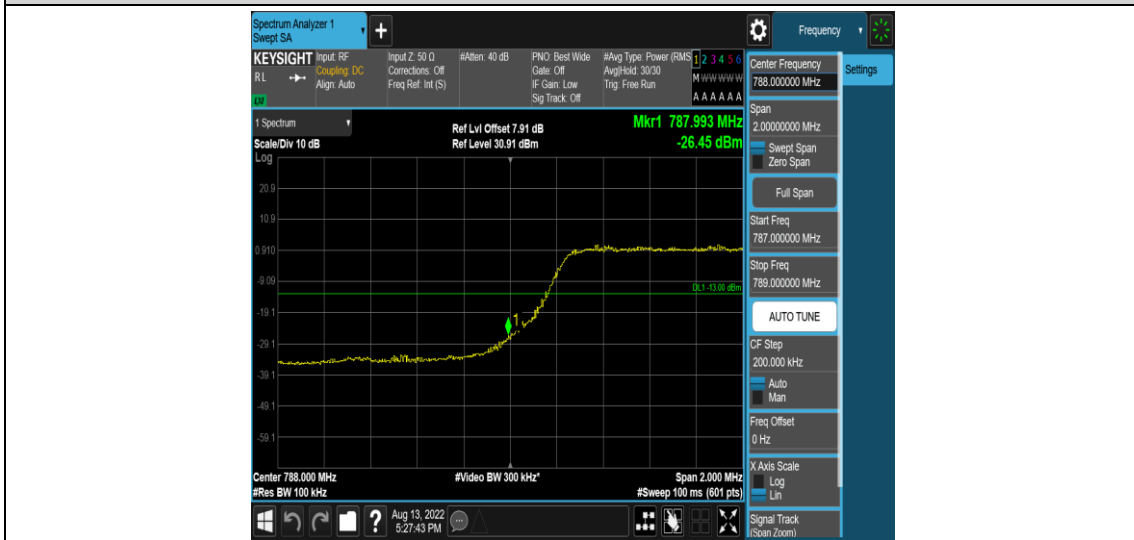 Spectrum Analyzer 1
Swept SA
Frequency
KEYSIGHT
RL
LXI
Input: RF
Coupling: DC
Align: Auto
Input Z: 50 Ω
Corrections: Off
Freq Ref: Int (S)
#Atten: 40 dB
PNO: Best Wide
Gate: Off
IF Gain: Low
Sig Track: Off
#Avg Type: Power (RMS
Avg|Hold: 30/30
Trig: Free Run
1 2 3 4 5 6
M W W W W W
A A A A A A
1 Spectrum
Scale/Div 10 dB
Log
Ref Lvl Offset 7.91 dB
Ref Level 30.91 dBm
Mkr1 787.993 MHz
-26.45 dBm
20.9
10.9
0.910
-9.09
-19.1
-29.1
-39.1
-49.1
-59.1
DL1 -13.00 dBm
1
Center 788.000 MHz
#Res BW 100 kHz
#Video BW 300 kHz*
Span 2.000 MHz
#Sweep 100 ms (601 pts)
Aug 13, 2022
5:27:43 PM
Center Frequency
788.000000 MHz
Settings
Span
2.00000000 MHz
Swept Span
Zero Span
Full Span
Start Freq
787.000000 MHz
Stop Freq
789.000000 MHz
AUTO TUNE
CF Step
200.000 kHz
Auto
Man
Freq Offset
0 Hz
X Axis Scale
Log
Lin
Signal Track
(Span Zoom)